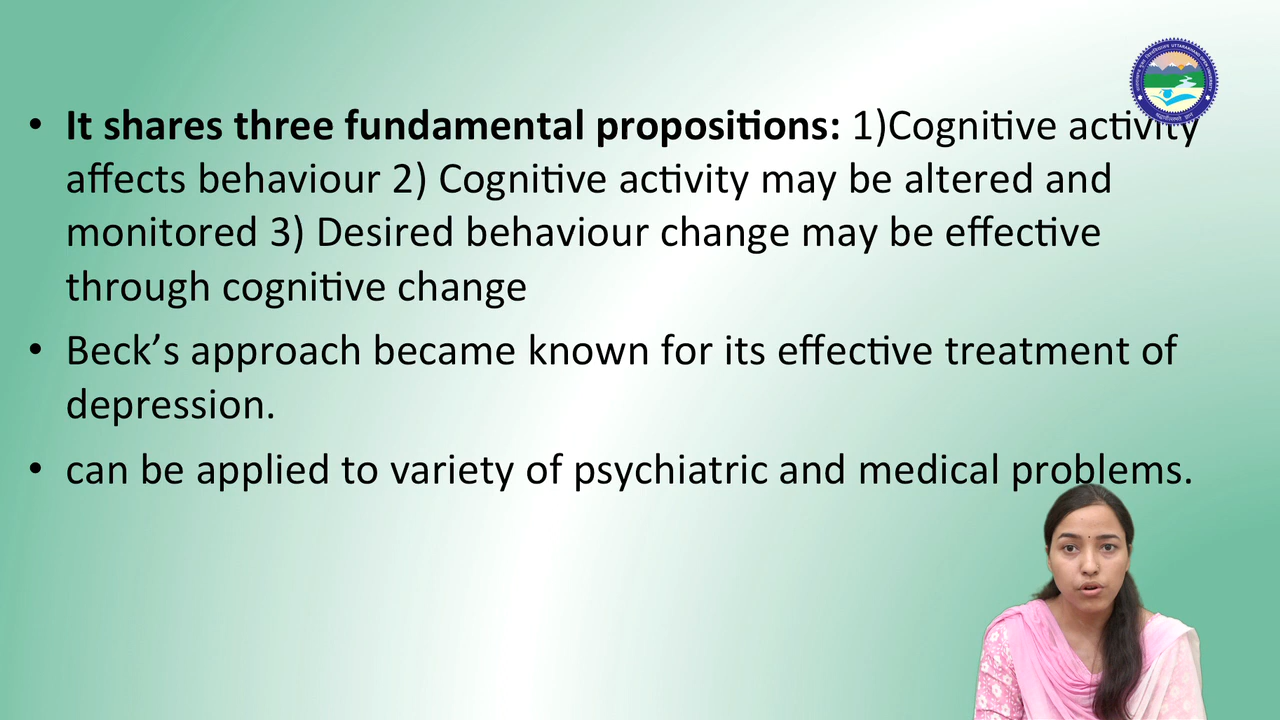 • It shares three fundamental propositions: 1)Cognitive activity
affects behaviour 2) Cognitive activity may be altered and
monitored 3) Desired behaviour change may be effective
through cognitive change
• Beck’s approach became known for its effective treatment of
depression.
• can be applied to variety of psychiatric and medical problems.